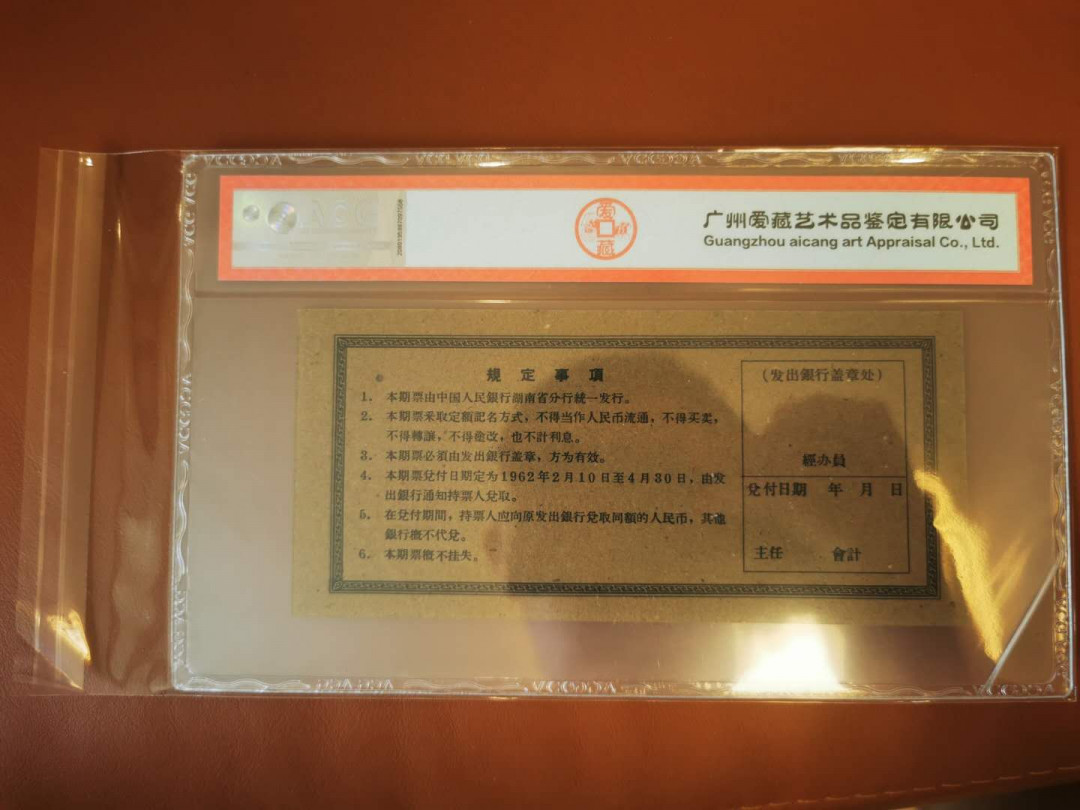 爱
藏
广州爱藏艺术品鉴定有限公司
Guangzhou aicang art Appraisal Co., Ltd.
規定事項
1. 本期票由中国人民銀行湖南省分行統一发行。
2. 本期票采取定額記名方式，不得当作人民币流通，不得买卖，
不得轉讓，不得塗改，也不計利息。
3. 本期票必須由发出銀行盖章，方为有效。
4. 本期票兌付日期定为1962年2月10日至4月30日，由发
出銀行通知持票人兌取。
5. 在兌付期間，持票人应向原发出銀行兌取同額的人民币，其他
銀行概不代兌。
6. 本期票概不挂失。
(发出銀行盖章处)
經办員
兌付日期 年 月 日
主任 會計